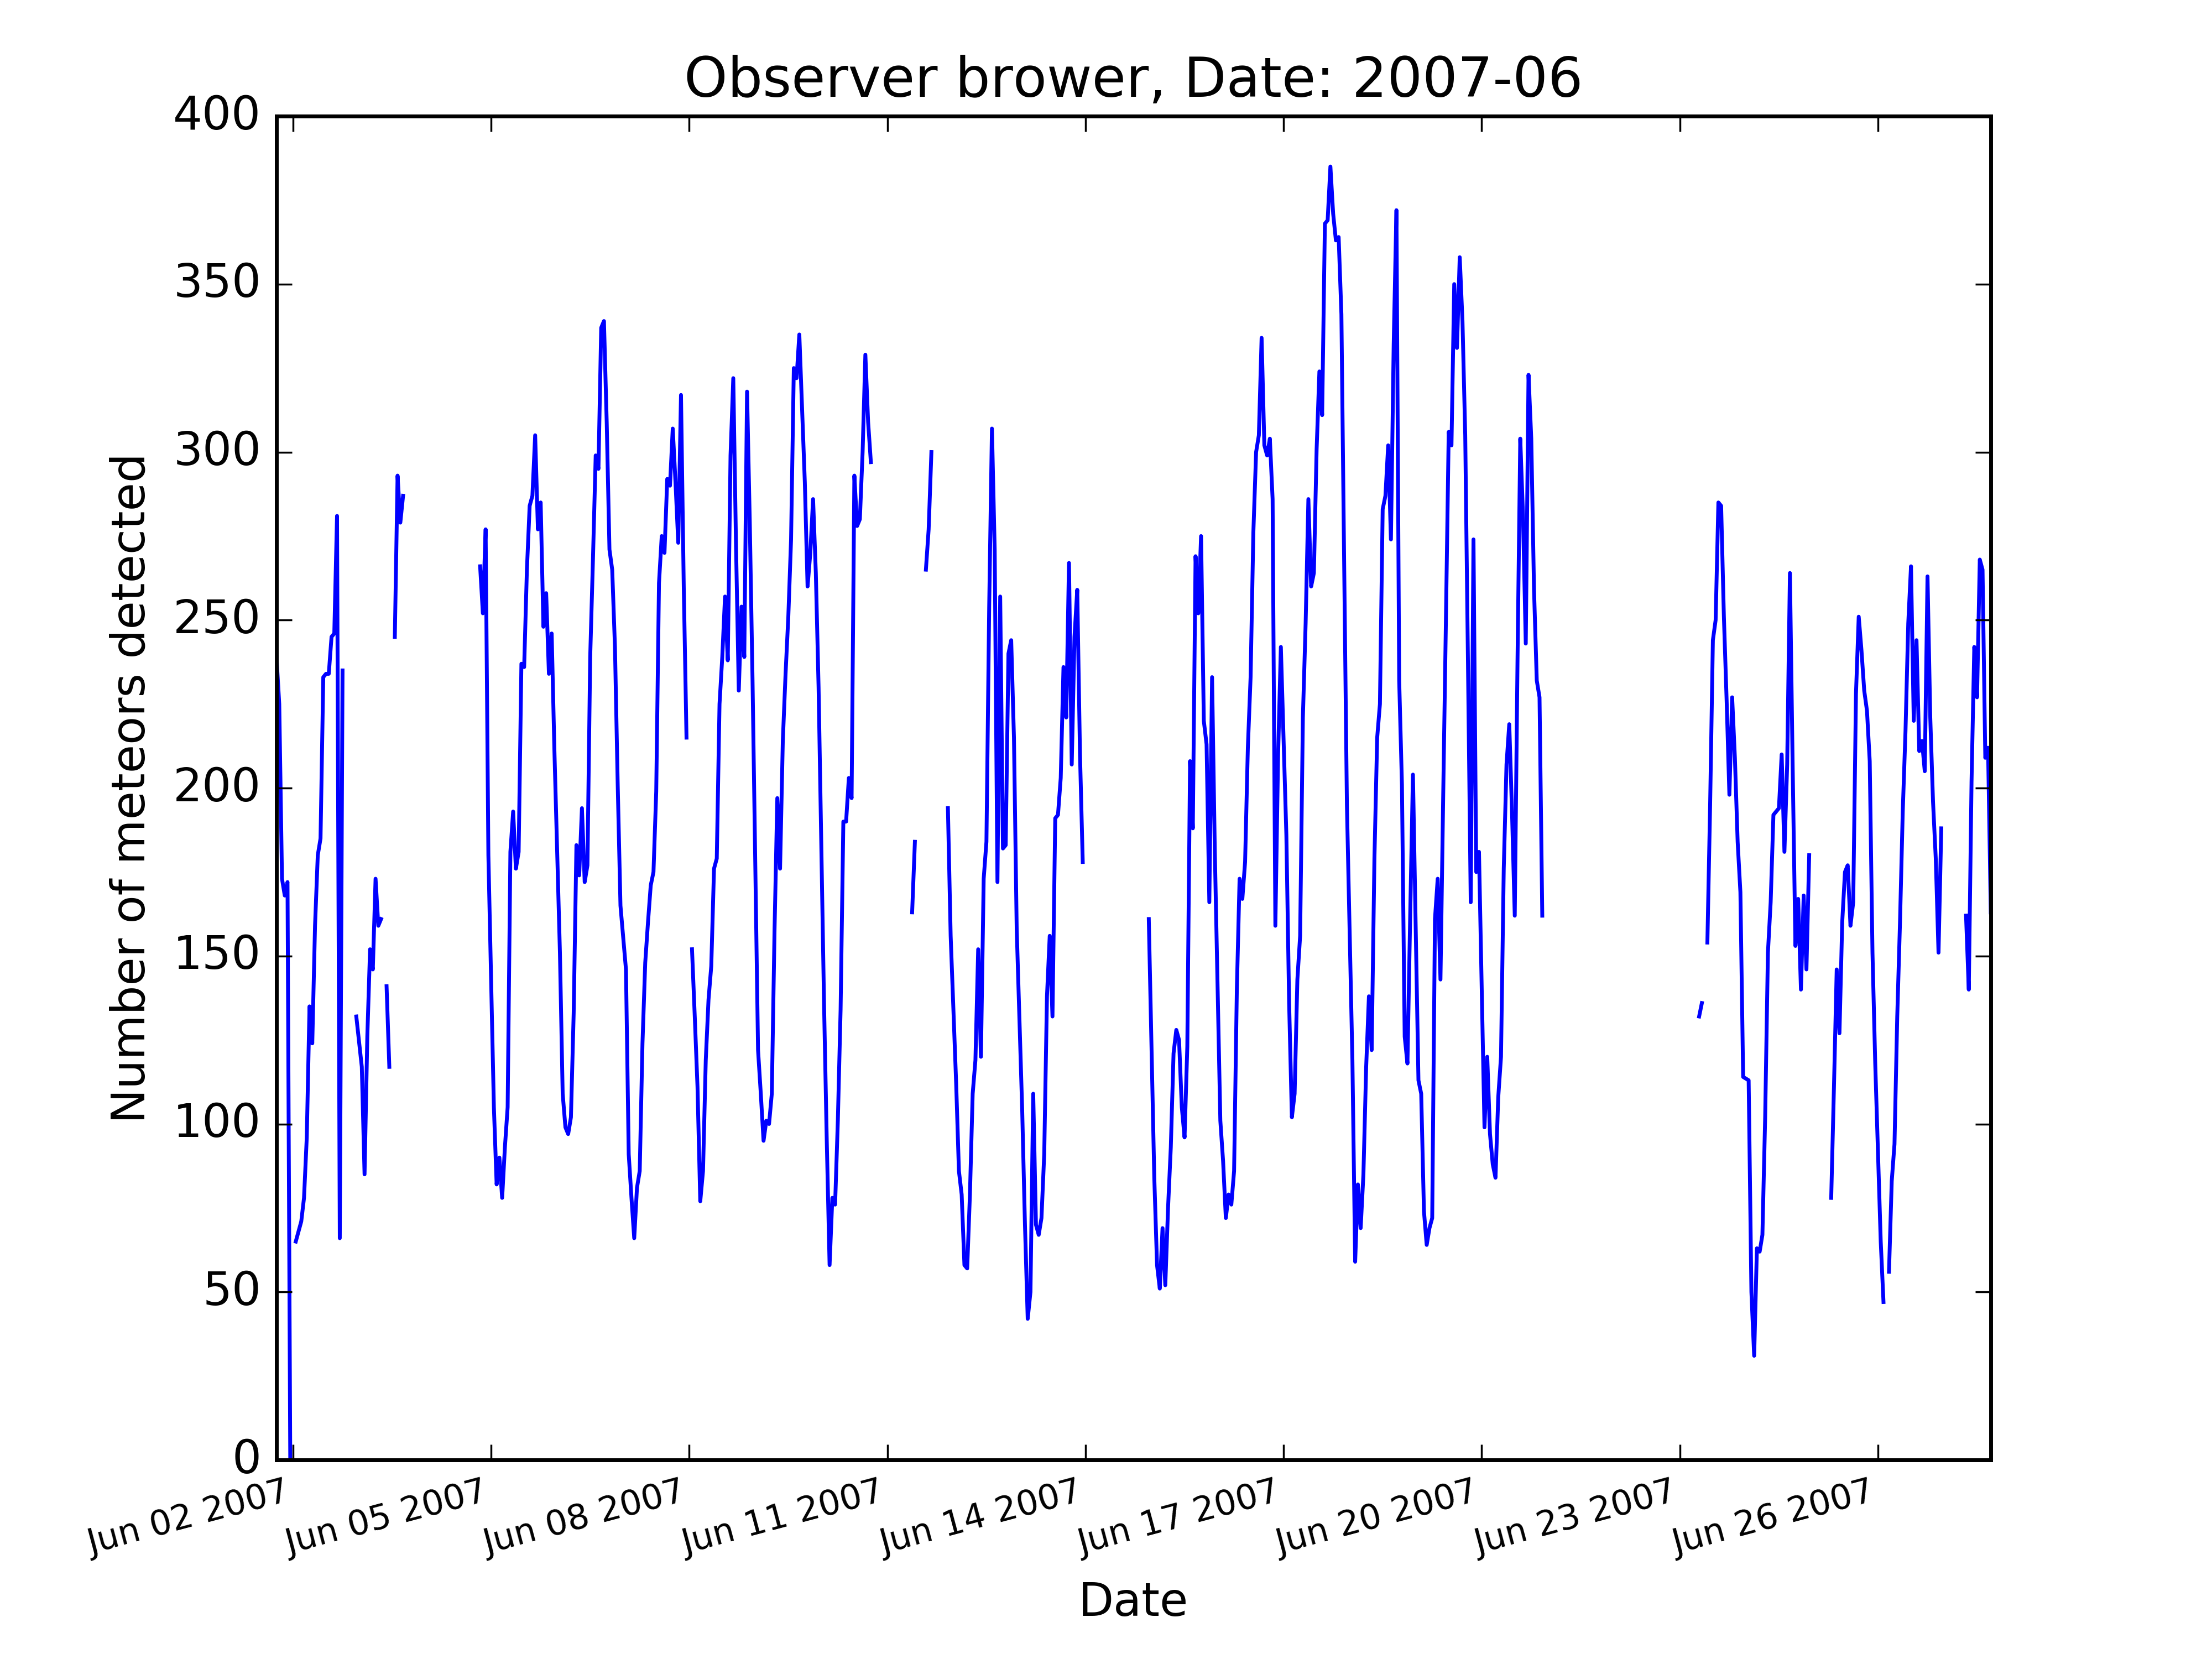 Observer brower, Date: 2007-06
400
350
300
250
200
150
100
50
0
Number of meteors detected
Jun 02 2007
Jun 05 2007
Jun 08 2007
Jun 11 2007
Jun 14 2007
Jun 17 2007
Jun 20 2007
Jun 23 2007
Jun 26 2007
Date